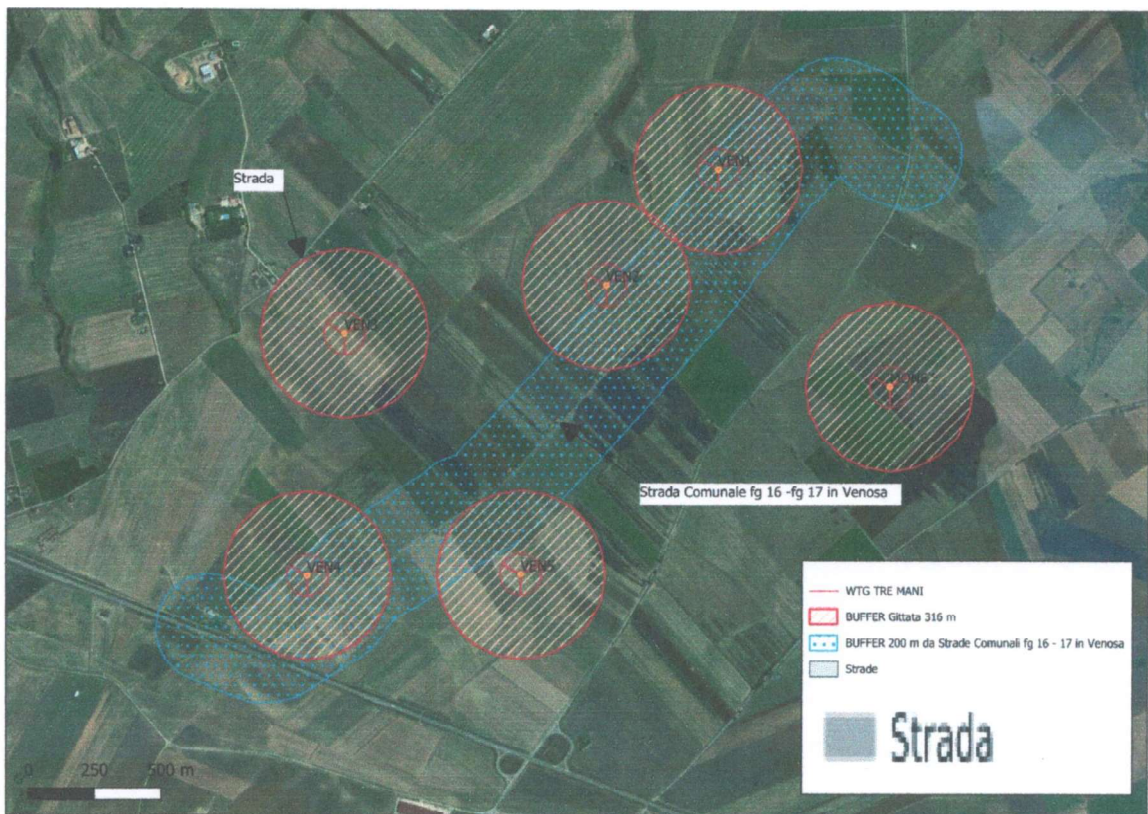 Strada
VEN1
VEN2
VEN3
Strada Comunale fg 16 -fg 17 in Venosa
VEN4
VEN5
WTG TRE MANI
BUFFER Gittata 316 m
BUFFER 200 m da Strade Comunali fg 16 - 17 in Venosa
Strade
Strada
0 250 500 m